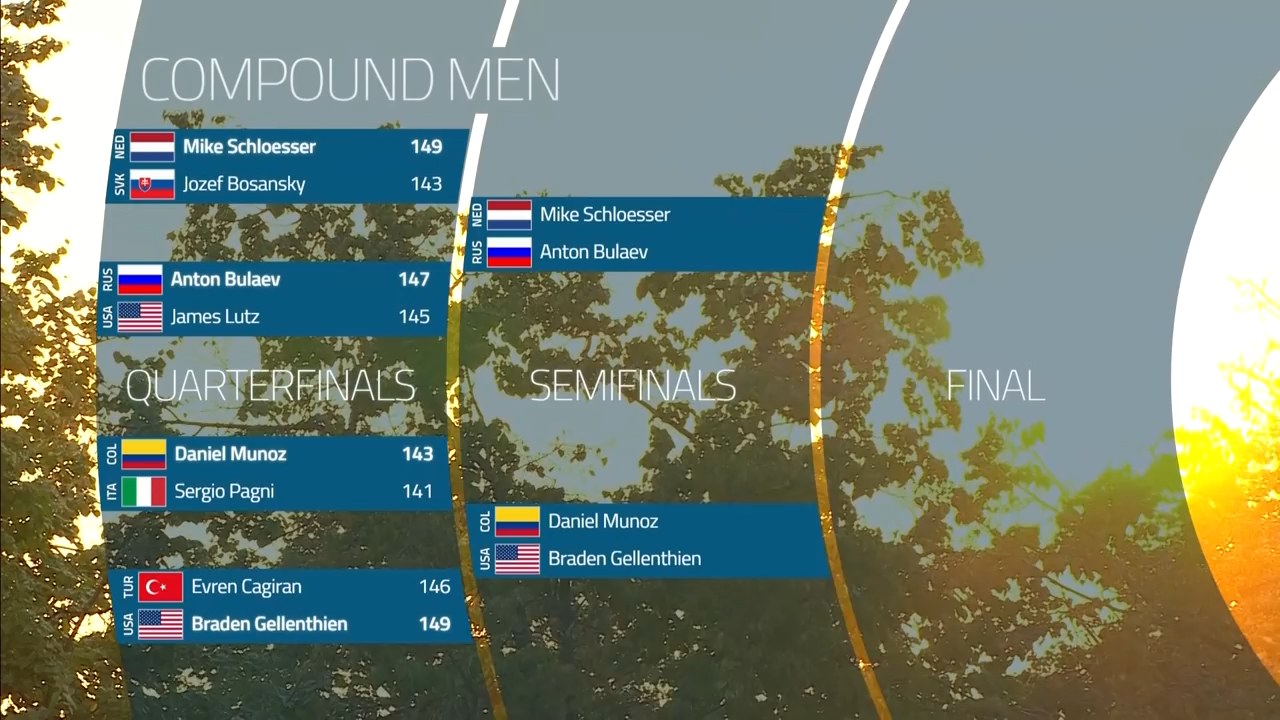 COMPOUND MEN
NED Mike Schloesser 149
SVK Jozef Bosansky 143
RUS Anton Bulaev 147
USA James Lutz 145
QUARTERFINALS
COL Daniel Munoz 143
ITA Sergio Pagni 141
TUR Evren Cagiran 146
USA Braden Gellenthien 149
NED Mike Schloesser
RUS Anton Bulaev
SEMIFINALS
COL Daniel Munoz
USA Braden Gellenthien
FINAL